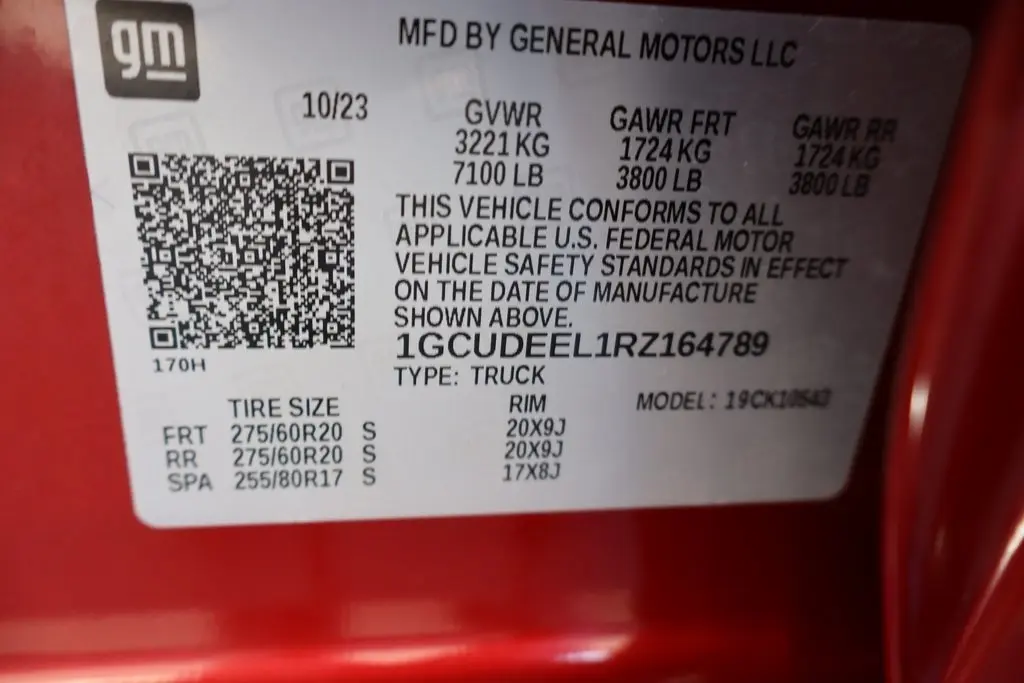 gm
MFD BY GENERAL MOTORS LLC
10/23
GVWR GAWR FRT GAWR RR
3221 KG 1724 KG 1724 KG
7100 LB 3800 LB 3800 LB
THIS VEHICLE CONFORMS TO ALL
APPLICABLE U.S. FEDERAL MOTOR
VEHICLE SAFETY STANDARDS IN EFFECT
ON THE DATE OF MANUFACTURE
SHOWN ABOVE.
1GCUDEEL1RZ164789
170H
TYPE: TRUCK
TIRE SIZE RIM MODEL: 
FRT 275/60R20 S 20X9J
RR 275/60R20 S 20X9J
SPA 255/80R17 S 17X8J